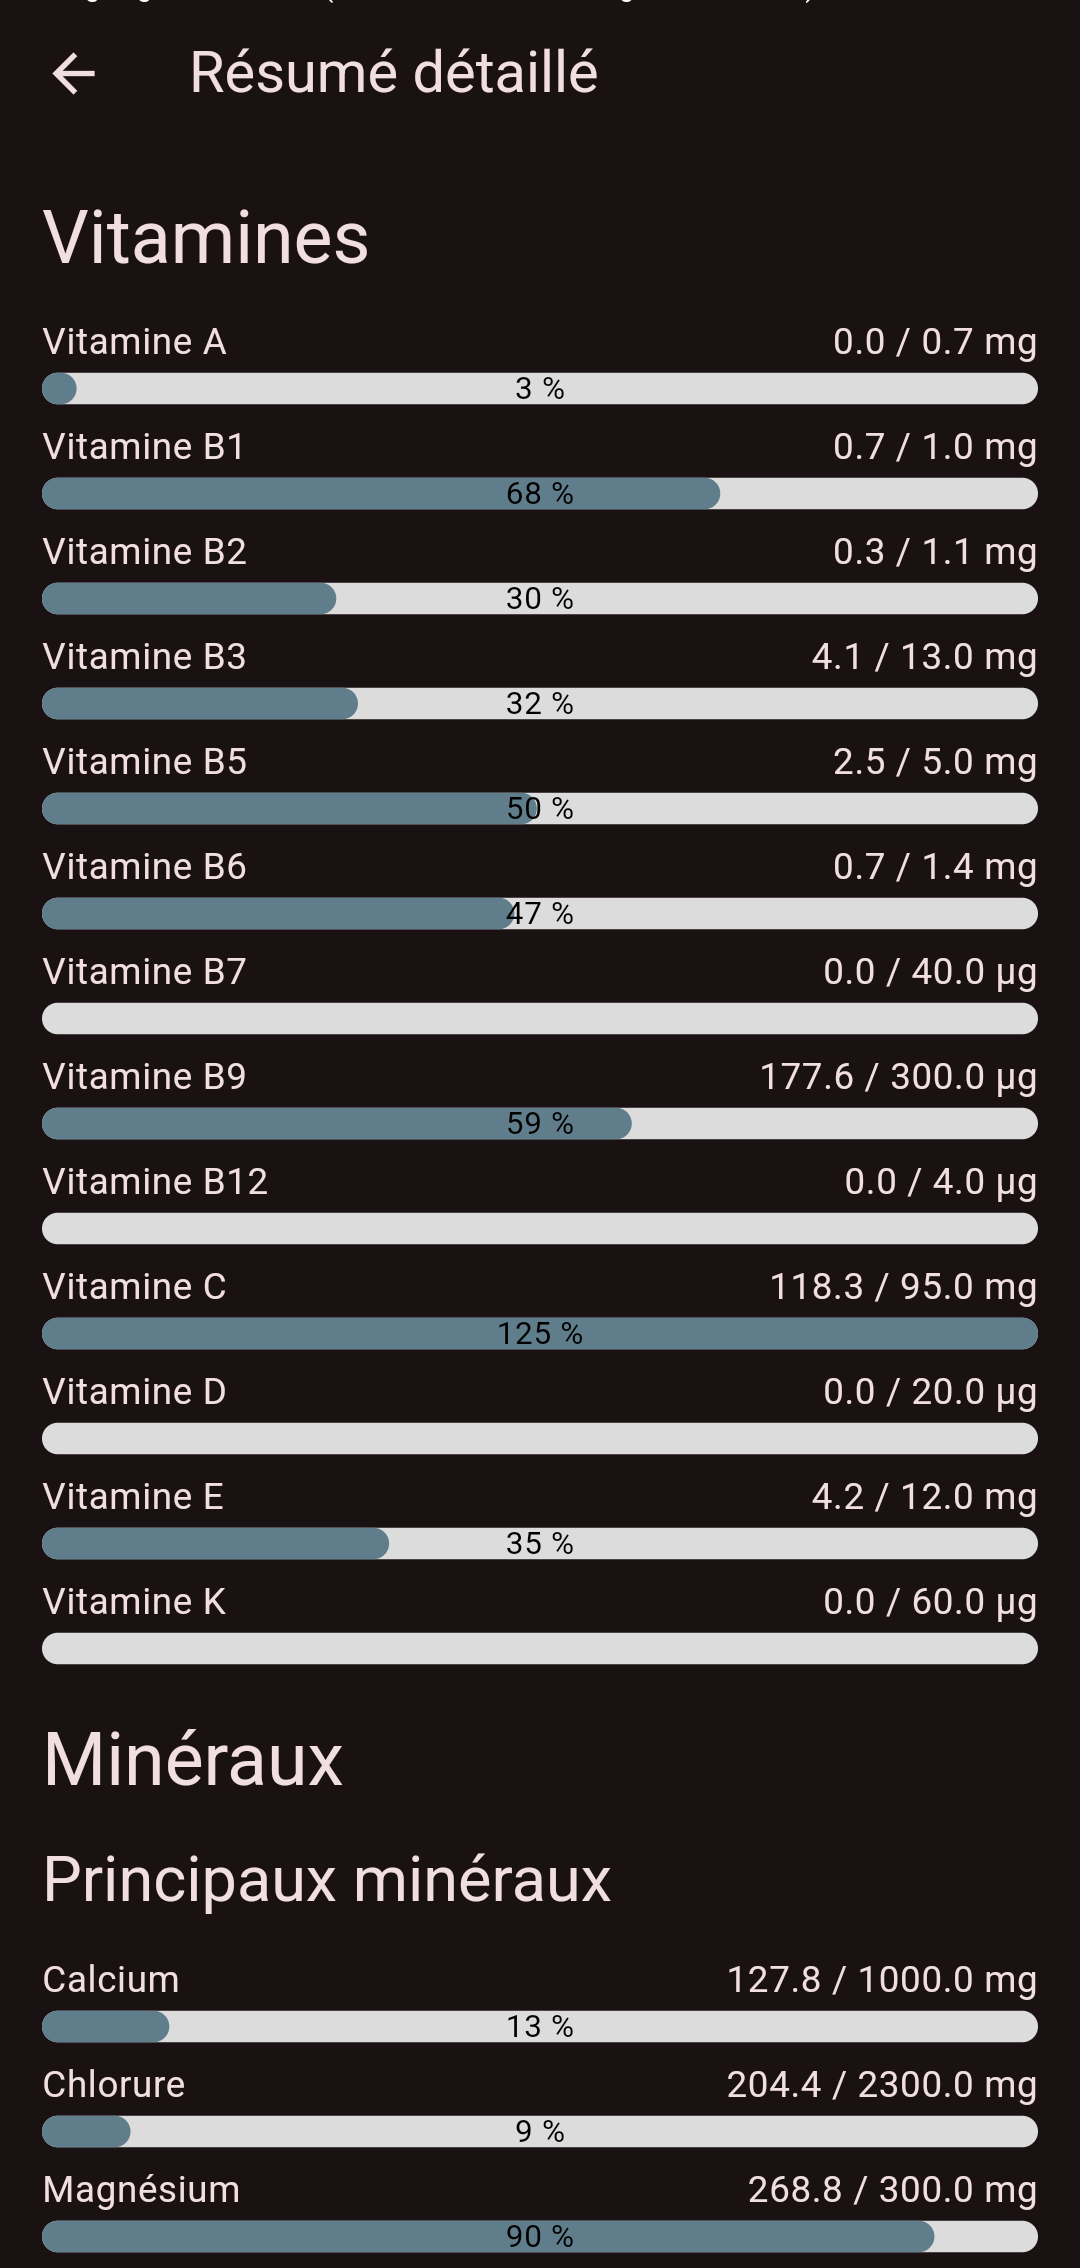 Résumé détaillé
Vitamines
Vitamine A 0.0 / 0.7 mg
3 %
Vitamine B1 0.7 / 1.0 mg
68 %
Vitamine B2 0.3 / 1.1 mg
30 %
Vitamine B3 4.1 / 13.0 mg
32 %
Vitamine B5 2.5 / 5.0 mg
50 %
Vitamine B6 0.7 / 1.4 mg
47 %
Vitamine B7 0.0 / 40.0 µg
Vitamine B9 177.6 / 300.0 µg
59 %
Vitamine B12 0.0 / 4.0 µg
Vitamine C 118.3 / 95.0 mg
125 %
Vitamine D 0.0 / 20.0 µg
Vitamine E 4.2 / 12.0 mg
35 %
Vitamine K 0.0 / 60.0 µg
Minéraux
Principaux minéraux
Calcium 127.8 / 1000.0 mg
13 %
Chlorure 204.4 / 2300.0 mg
9 %
Magnésium 268.8 / 300.0 mg
90 %